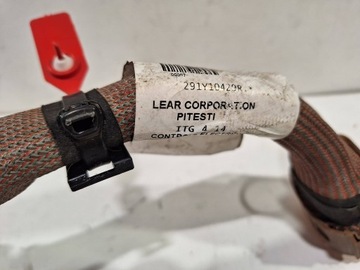 291Y10429R
LEAR CORPORATION
PITESTI
ITG 4 14